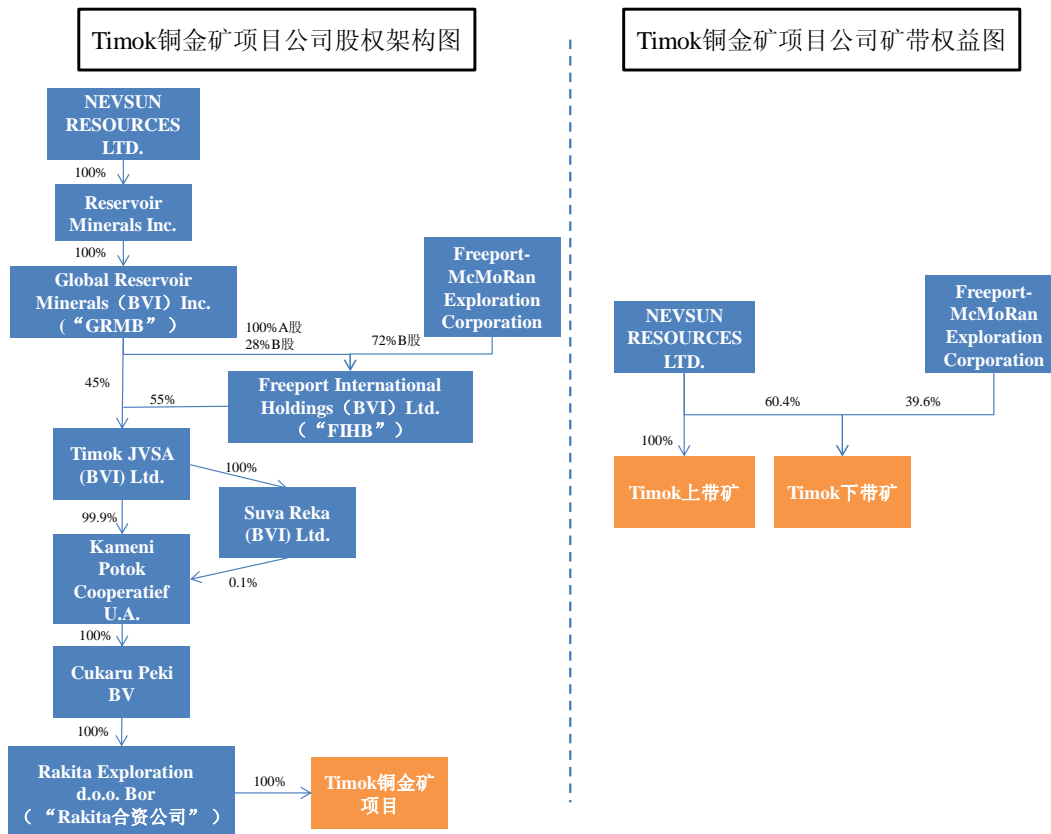 Timok铜金矿项目公司股权架构图
NEVSUN
RESOURCES
LTD.
100%
Reservoir
Minerals Inc.
100%
Global Reservoir
Minerals（BVI）Inc.
(“GRMB”)
Freeport-
McMoRan
Exploration
Corporation
100%A股
28%B股
72%B股
45%
55%
Freeport International
Holdings（BVI）Ltd.
（“FIHB”）
Timok JVSA
(BVI) Ltd.
100%
Suva Reka
(BVI) Ltd.
99.9%
Kameni
Potok
Cooperatief
U.A.
0.1%
100%
Cukaru Peki
BV
100%
Rakita Exploration
d.o.o. Bor
（“Rakita合资公司”）
100%
Timok铜金矿
项目
Timok铜金矿项目公司矿带权益图
NEVSUN
RESOURCES
LTD.
Freeport-
McMoRan
Exploration
Corporation
60.4%
39.6%
100%
Timok上带矿
Timok下带矿